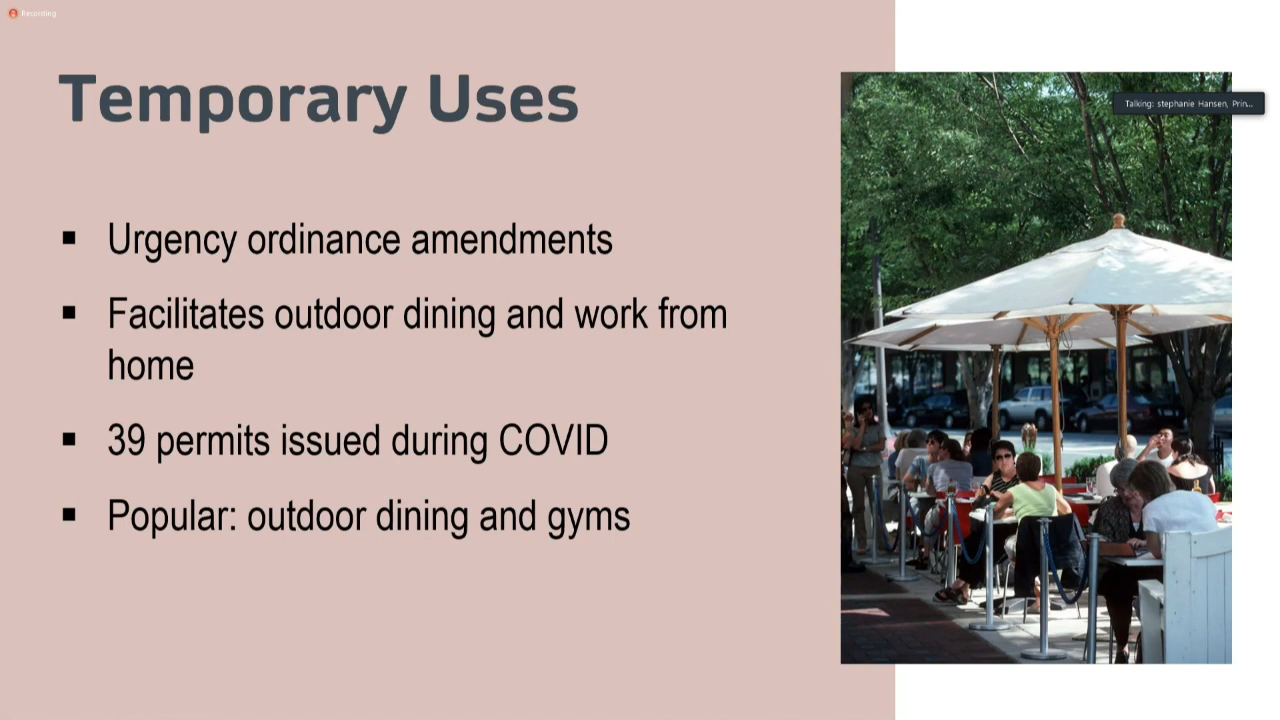 Recording
Temporary Uses
Talking: stephanie Hansen, Prin...
▪ Urgency ordinance amendments
▪ Facilitates outdoor dining and work from
home
▪ 39 permits issued during COVID
▪ Popular: outdoor dining and gyms